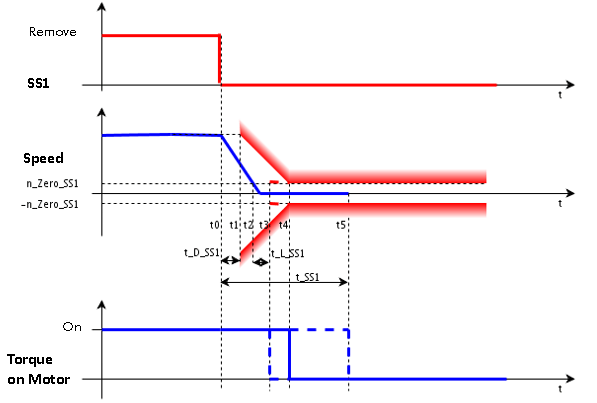 Remove
SS1
t
Speed
n_Zero_SS1
-n_Zero_SS1
t
t0 t1 t2 t3 t4 t5
t_D_SS1
t_L_SS1
t_SS1
On
Torque
on Motor
t